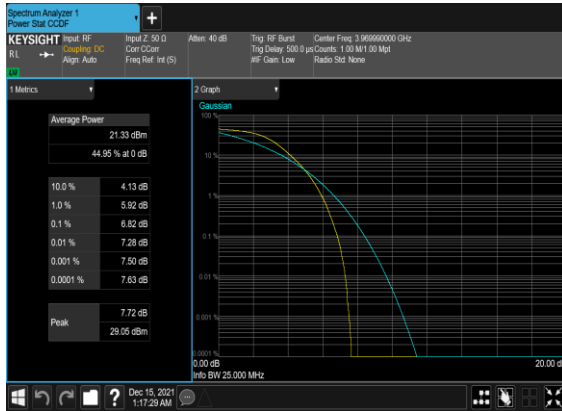 Spectrum Analyzer 1
Power Stat CCDF
+
KEYSIGHT
RL
Input: RF
Coupling: DC
Align: Auto
Input Z: 50 Ω
Corr CCorr
Freq Ref: Int (S)
Atten: 40 dB
Trig: RF Burst
Trig Delay: 500.0 µs
#IF Gain: Low
Center Freq: 3.969990000 GHz
Counts: 1.00 M/1.00 Mpt
Radio Std: None
1 Metrics
Average Power
21.33 dBm
44.95 % at 0 dB
10.0 % 4.13 dB
1.0 % 5.92 dB
0.1 % 6.82 dB
0.01 % 7.28 dB
0.001 % 7.50 dB
0.0001 % 7.63 dB
Peak
7.72 dB
29.05 dBm
2 Graph
Gaussian
100 %
10 %
1 %
0.1 %
0.01 %
0.001 %
0.0001 %
0.00 dB
20.00 d
Info BW 25.000 MHz
?
Dec 15, 2021
1:17:29 AM